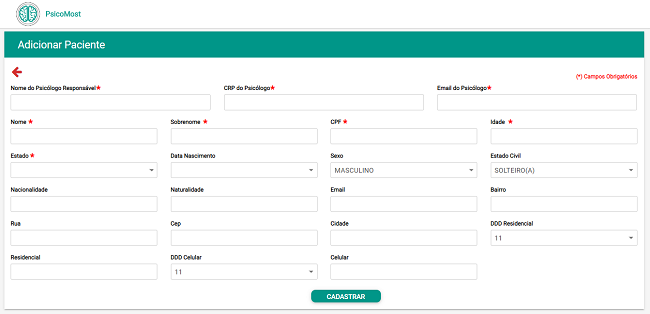 PsicoMost
Adicionar Paciente
(*) Campos Obrigatórios
Nome do Psicólogo Responsável* CRP do Psicólogo* Email do Psicólogo*
Nome * Sobrenome * CPF * Idade *
Estado * Data Nascimento Sexo Estado Civil
MASCULINO SOLTEIRO(A)
Nacionalidade Naturalidade Email Bairro
Rua Cep Cidade DDD Residencial
11
Residencial DDD Celular Celular
11
CADASTRAR